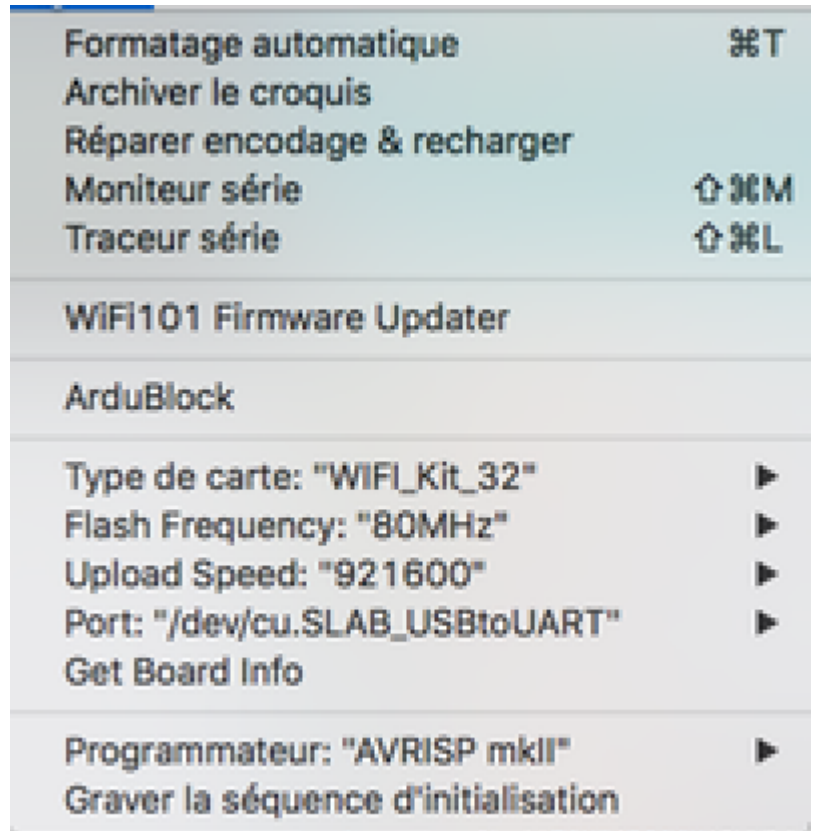 Formatage automatique ⌘T
Archiver le croquis
Réparer encodage & recharger
Moniteur série ⇧⌘M
Traceur série ⇧⌘L
WiFi101 Firmware Updater
ArduBlock
Type de carte: "WIFI_Kit_32" ▶
Flash Frequency: "80MHz" ▶
Upload Speed: "921600" ▶
Port: "/dev/cu.SLAB_USBtoUART" ▶
Get Board Info
Programmateur: "AVRISP mkII" ▶
Graver la séquence d'initialisation